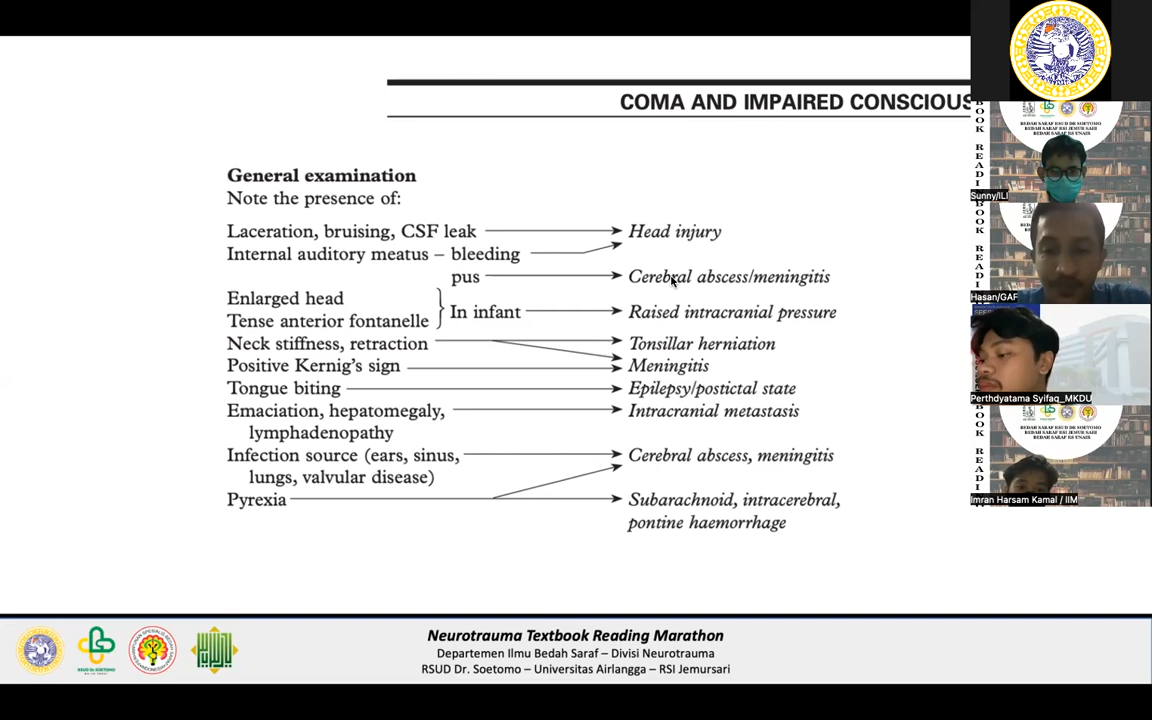 COMA AND IMPAIRED CONSCIOUS
General examination
Note the presence of:
Laceration, bruising, CSF leak
Head injury
Internal auditory meatus – bleeding
pus
Cerebral abscess/meningitis
Enlarged head
Tense anterior fontanelle
In infant
Raised intracranial pressure
Neck stiffness, retraction
Tonsillar herniation
Positive Kernig's sign
Meningitis
Tongue biting
Epilepsy/postictal state
Emaciation, hepatomegaly,
lymphadenopathy
Intracranial metastasis
Infection source (ears, sinus,
lungs, valvular disease)
Cerebral abscess, meningitis
Pyrexia
Subarachnoid, intracerebral,
pontine haemorrhage
Neurotrauma Textbook Reading Marathon
Departemen Ilmu Bedah Saraf – Divisi Neurotrauma
RSUD Dr. Soetomo – Universitas Airlangga – RSI Jemursari
RSUD DR. SOETOMO
Sunny/ILI
Hasan/GAF
Perthdyatama Syifaq_MKDU
Imran Harsam Kamal / IIM